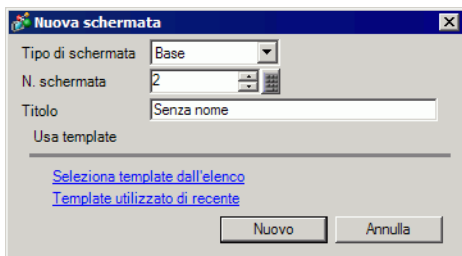 Nuova schermata
Tipo di schermata Base
N. schermata 2
Titolo Senza nome
Usa template
Seleziona template dall'elenco
Template utilizzato di recente
Nuovo Annulla